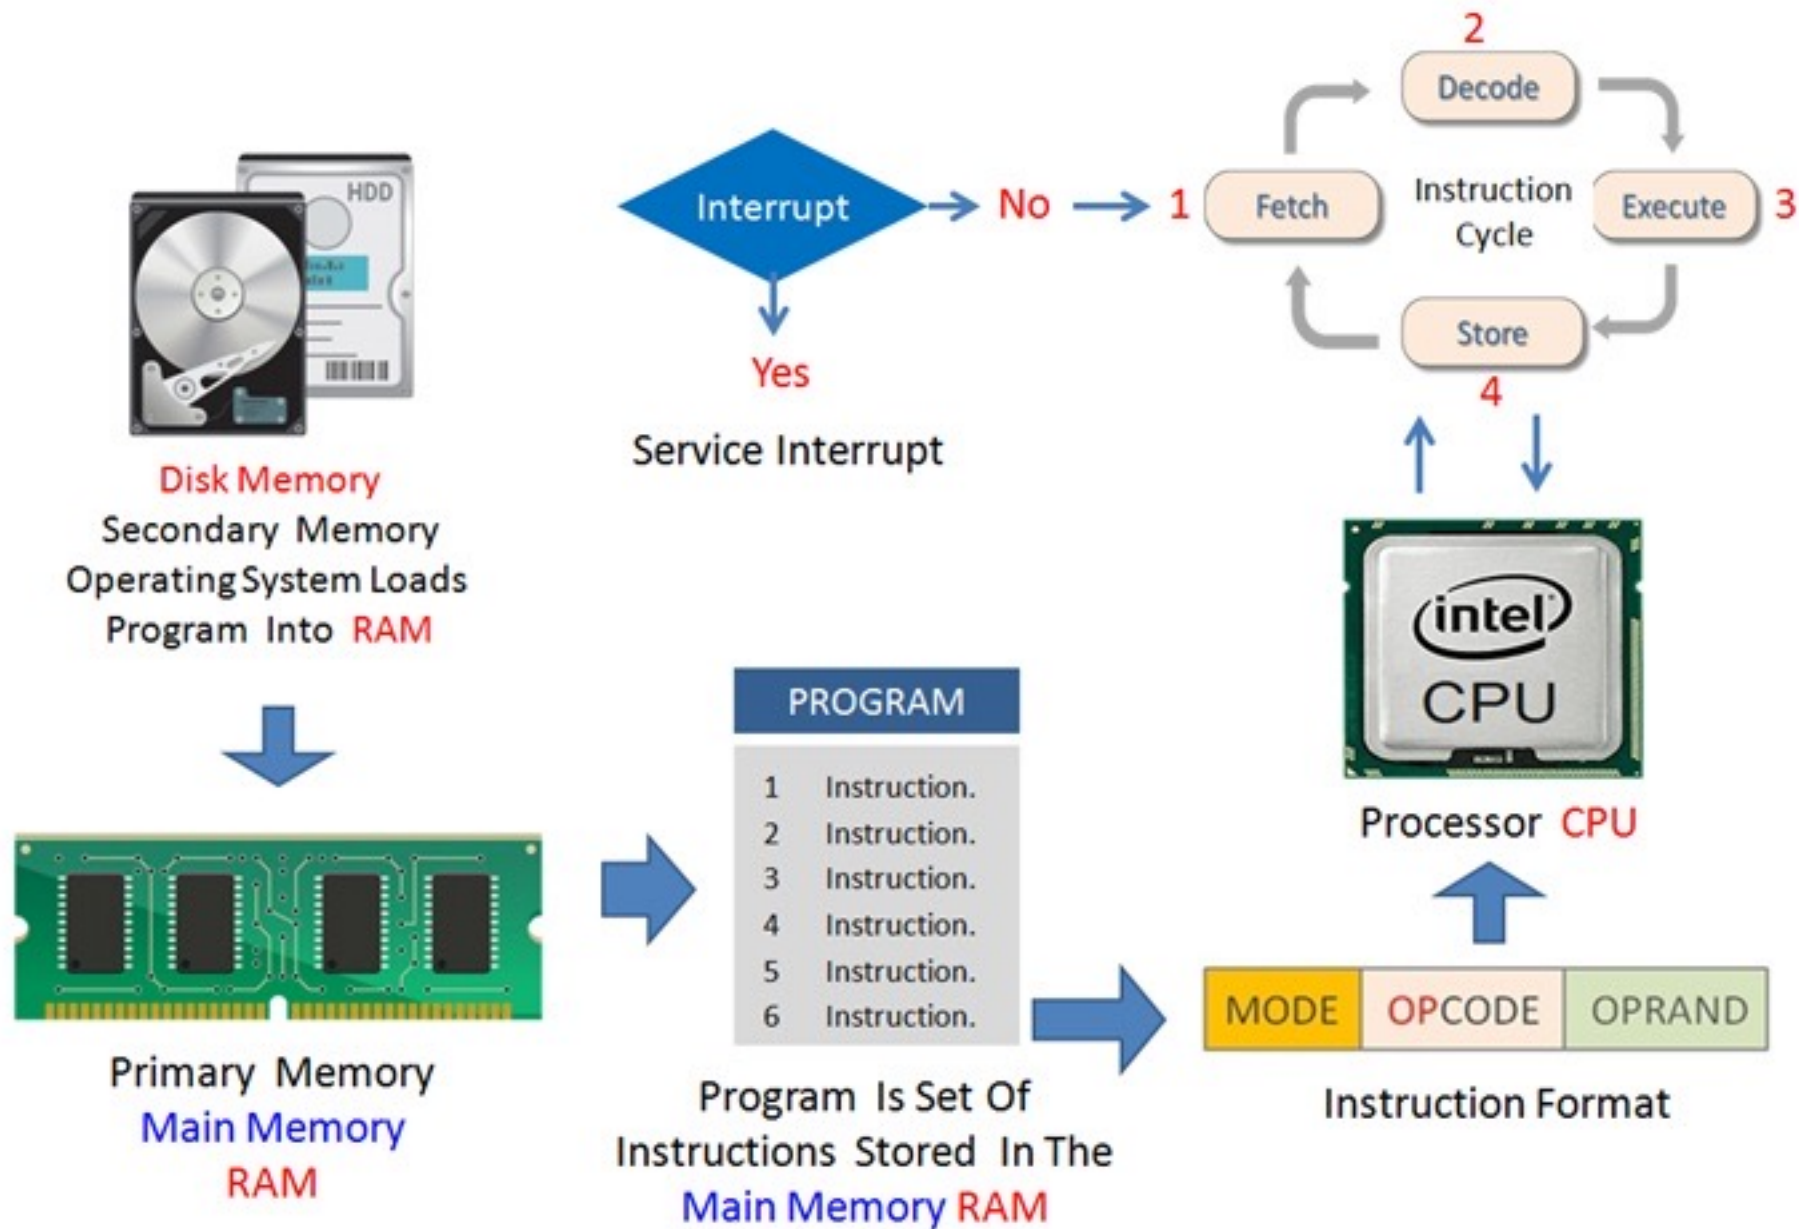 2
Decode
Interrupt
No
1
Fetch
Instruction
Cycle
Execute
3
Store
4
Yes
Service Interrupt
HDD
Disk Memory
Secondary Memory
Operating System Loads
Program Into RAM
intel
CPU
Processor CPU
PROGRAM
1 Instruction.
2 Instruction.
3 Instruction.
4 Instruction.
5 Instruction.
6 Instruction.
MODE OPCODE OPRAND
Instruction Format
Primary Memory
Main Memory
RAM
Program Is Set Of
Instructions Stored In The
Main Memory RAM